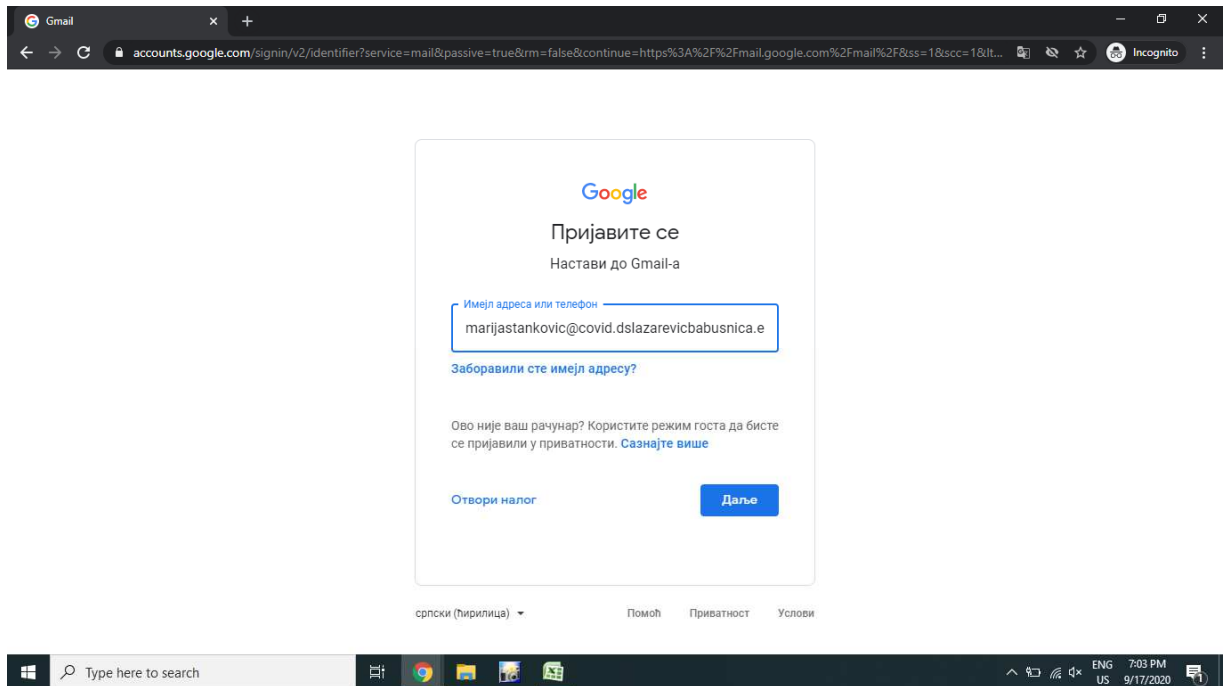 Gmail
accounts.google.com/signin/v2/identifier?service=mail&passive=true&rm=false&continue=https%3A%2F%2Fmail.google.com%2Fmail%2F&ss=1&scc=1&lt...
Incognito
Google
Пријавите се
Настави до Gmail-а
Имејл адреса или телефон
marijastankovic@covid.dslazarevicbabusnica.e
Заборавили сте имејл адресу?
Ово није ваш рачунар? Користите режим госта да бисте
се пријавили у приватности. Сазнајте више
Отвори налог
Даље
српски (ћирилица)
Помоћ
Приватност
Услови
Type here to search
ENG
US
7:03 PM
9/17/2020
1